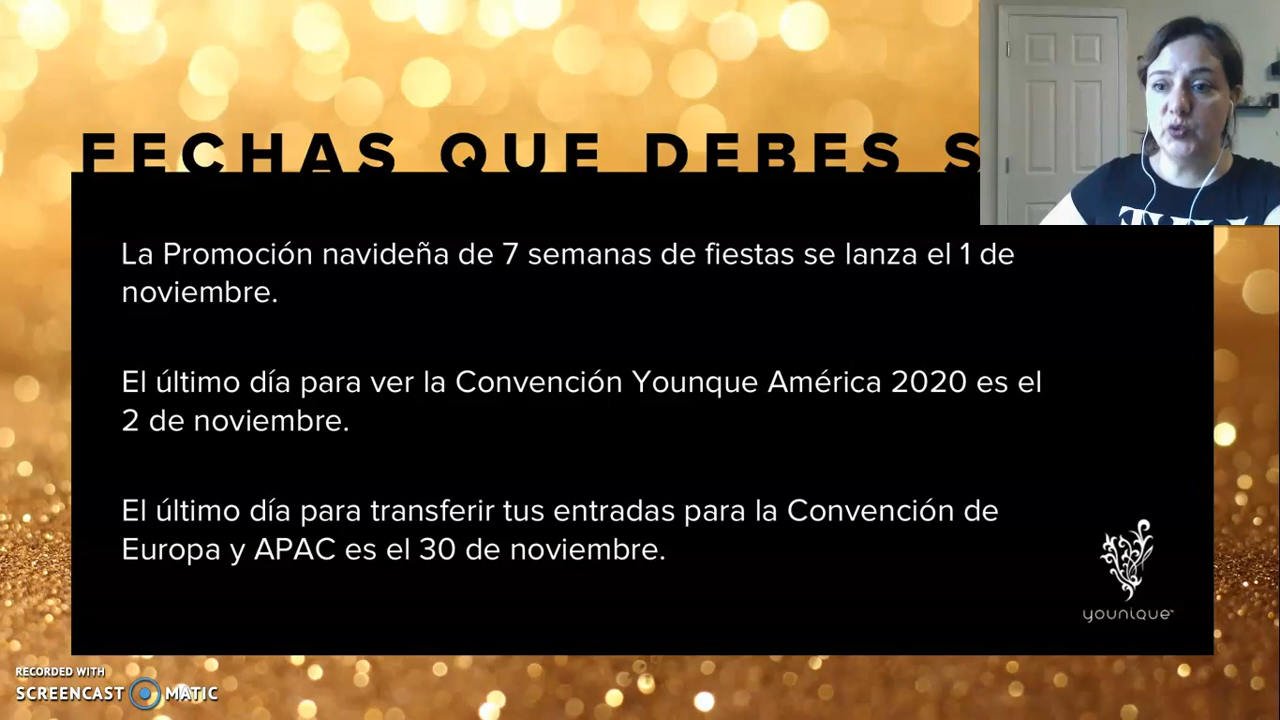 FECHAS QUE DEBES
La Promoción navideña de 7 semanas de fiestas se lanza el 1 de
noviembre.
El último día para ver la Convención Younque América 2020 es el
2 de noviembre.
El último día para transferir tus entradas para la Convención de
Europa y APAC es el 30 de noviembre.
younique
RECORDED WITH
SCREENCAST MATIC